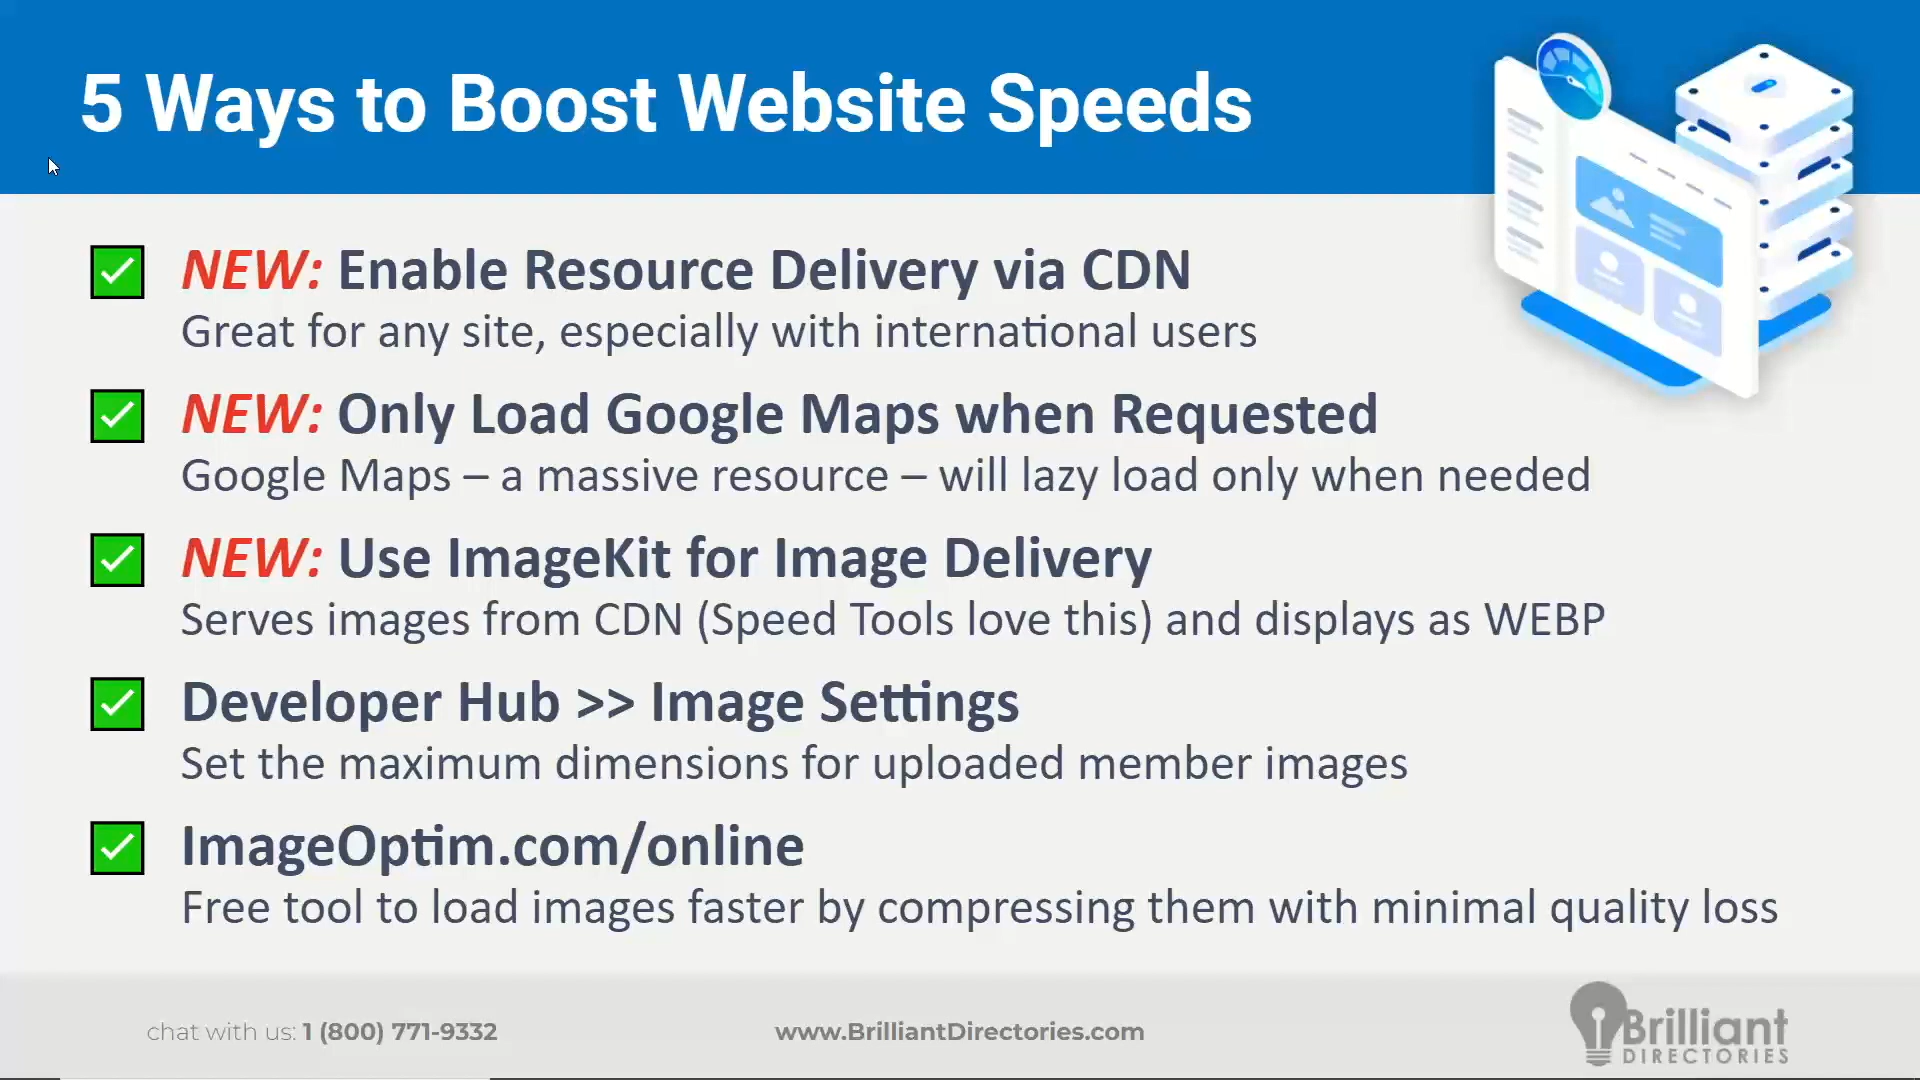 5 Ways to Boost Website Speeds
NEW: Enable Resource Delivery via CDN
Great for any site, especially with international users
NEW: Only Load Google Maps when Requested
Google Maps – a massive resource – will lazy load only when needed
NEW: Use ImageKit for Image Delivery
Serves images from CDN (Speed Tools love this) and displays as WEBP
Developer Hub >> Image Settings
Set the maximum dimensions for uploaded member images
ImageOptim.com/online
Free tool to load images faster by compressing them with minimal quality loss
chat with us: 1 (800) 771-9332
www.BrilliantDirectories.com
Brilliant
DIRECTORIES